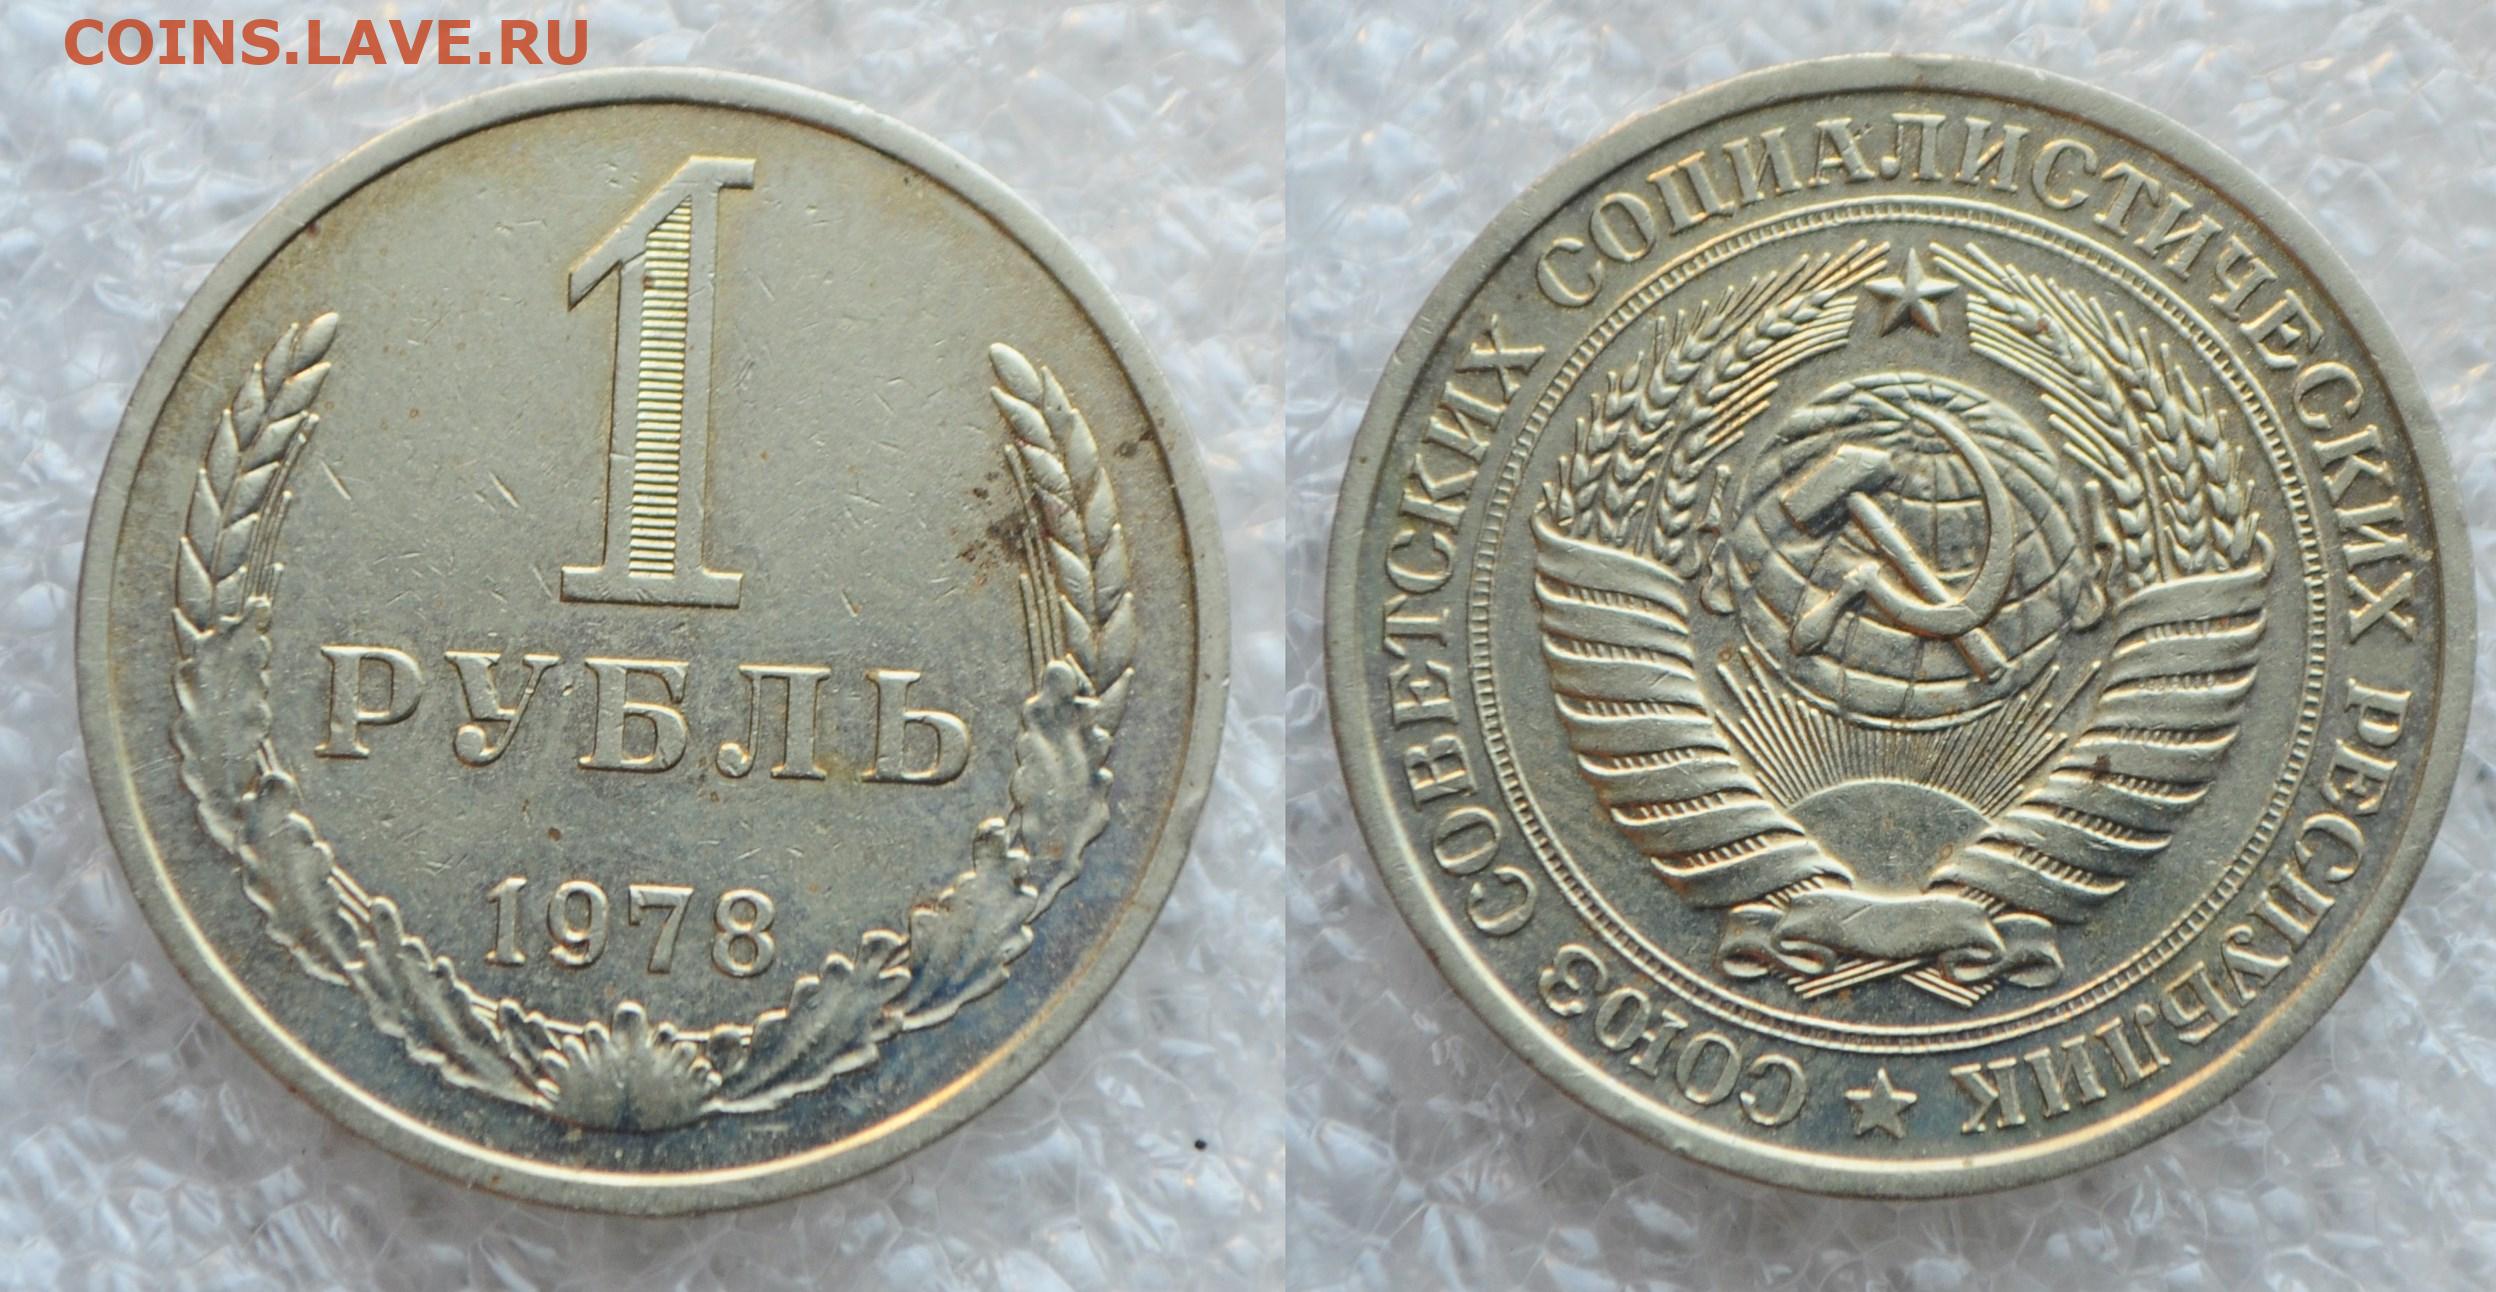 COINS.LAVE.RU
1
РУБЛЬ
1978
СОЮЗ СОВЕТСКИХ СОЦИАЛИСТИЧЕСКИХ РЕСПУБЛИК